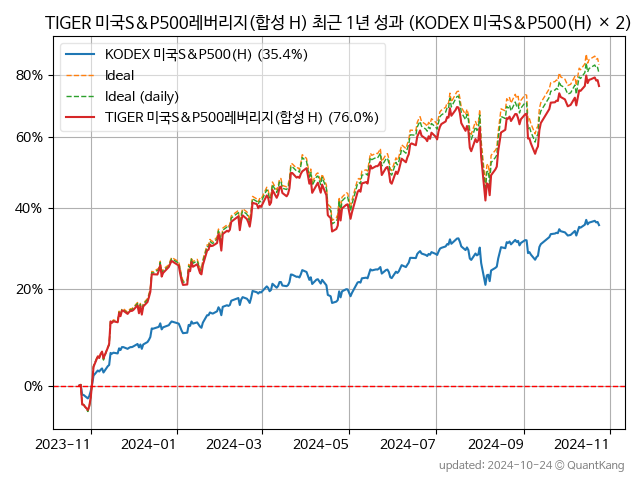 TIGER 미국S&P500레버리지(합성 H) 최근 1년 성과 (KODEX 미국S&P500(H) × 2)
KODEX 미국S&P500(H) (35.4%)
Ideal
Ideal (daily)
TIGER 미국S&P500레버리지(합성 H) (76.0%)
80%
60%
40%
20%
0%
2023-11 2024-01 2024-03 2024-05 2024-07 2024-09 2024-11
updated: 2024-10-24 © QuantKang